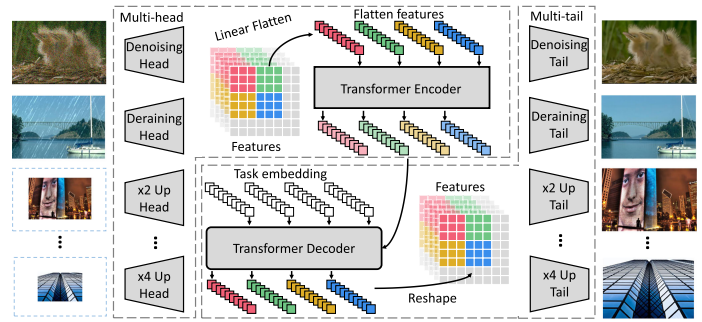 Multi-head
Denoising
Head
Deraining
Head
x2 Up
Head
x4 Up
Head
Linear Flatten
Features
Flatten features
Transformer Encoder
Task embedding
Transformer Decoder
Features
Reshape
Multi-tail
Denoising
Tail
Deraining
Tail
x2 Up
Tail
x4 Up
Tail